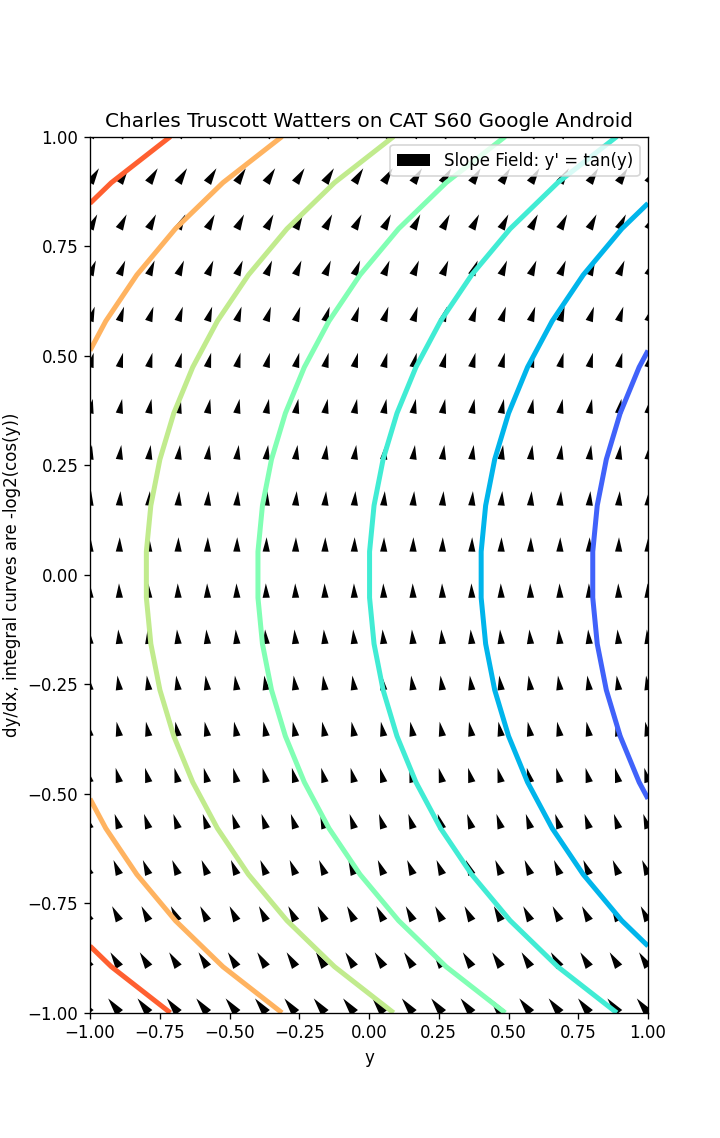 Charles Truscott Watters on CAT S60 Google Android
Slope Field: y' = tan(y)
1.00
0.75
0.50
0.25
0.00
−0.25
−0.50
−0.75
−1.00
dy/dx, integral curves are -log2(cos(y))
−1.00 −0.75 −0.50 −0.25 0.00 0.25 0.50 0.75 1.00
y